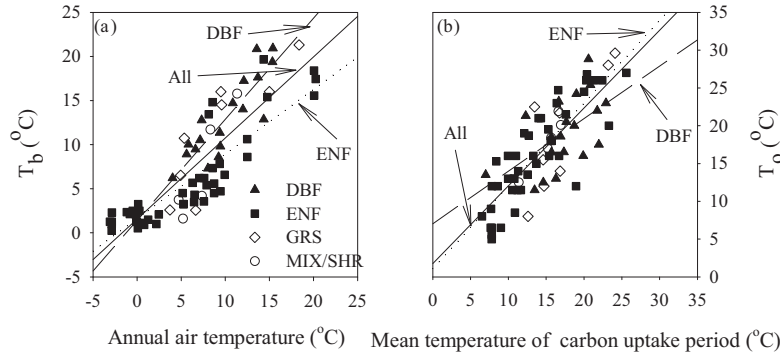 (a)
DBF
All
ENF
DBF
ENF
GRS
MIX/SHR
25
20
15
10
5
0
-5
-5 0 5 10 15 20 25
T_b (°C)
Annual air temperature (°C)
(b)
ENF
All
DBF
35
30
25
20
15
10
5
0
0 5 10 15 20 25 30 35
T_o (°C)
Mean temperature of carbon uptake period (°C)